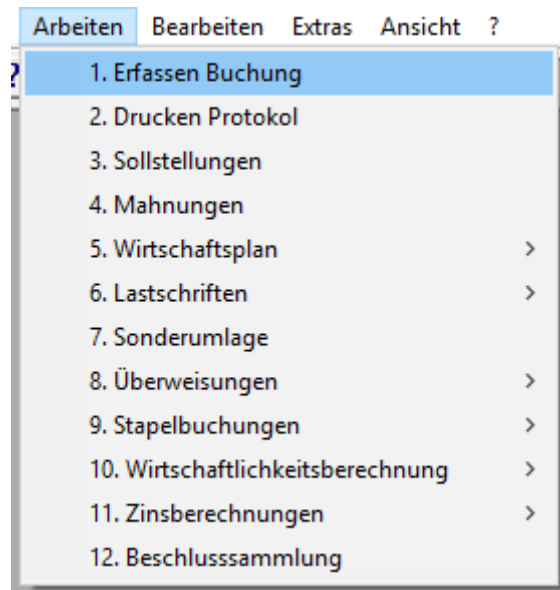 Arbeiten Bearbeiten Extras Ansicht ?
?
1. Erfassen Buchung
2. Drucken Protokol
3. Sollstellungen
4. Mahnungen
5. Wirtschaftsplan >
6. Lastschriften >
7. Sonderumlage
8. Überweisungen >
9. Stapelbuchungen >
10. Wirtschaftlichkeitsberechnung >
11. Zinsberechnungen >
12. Beschlusssammlung